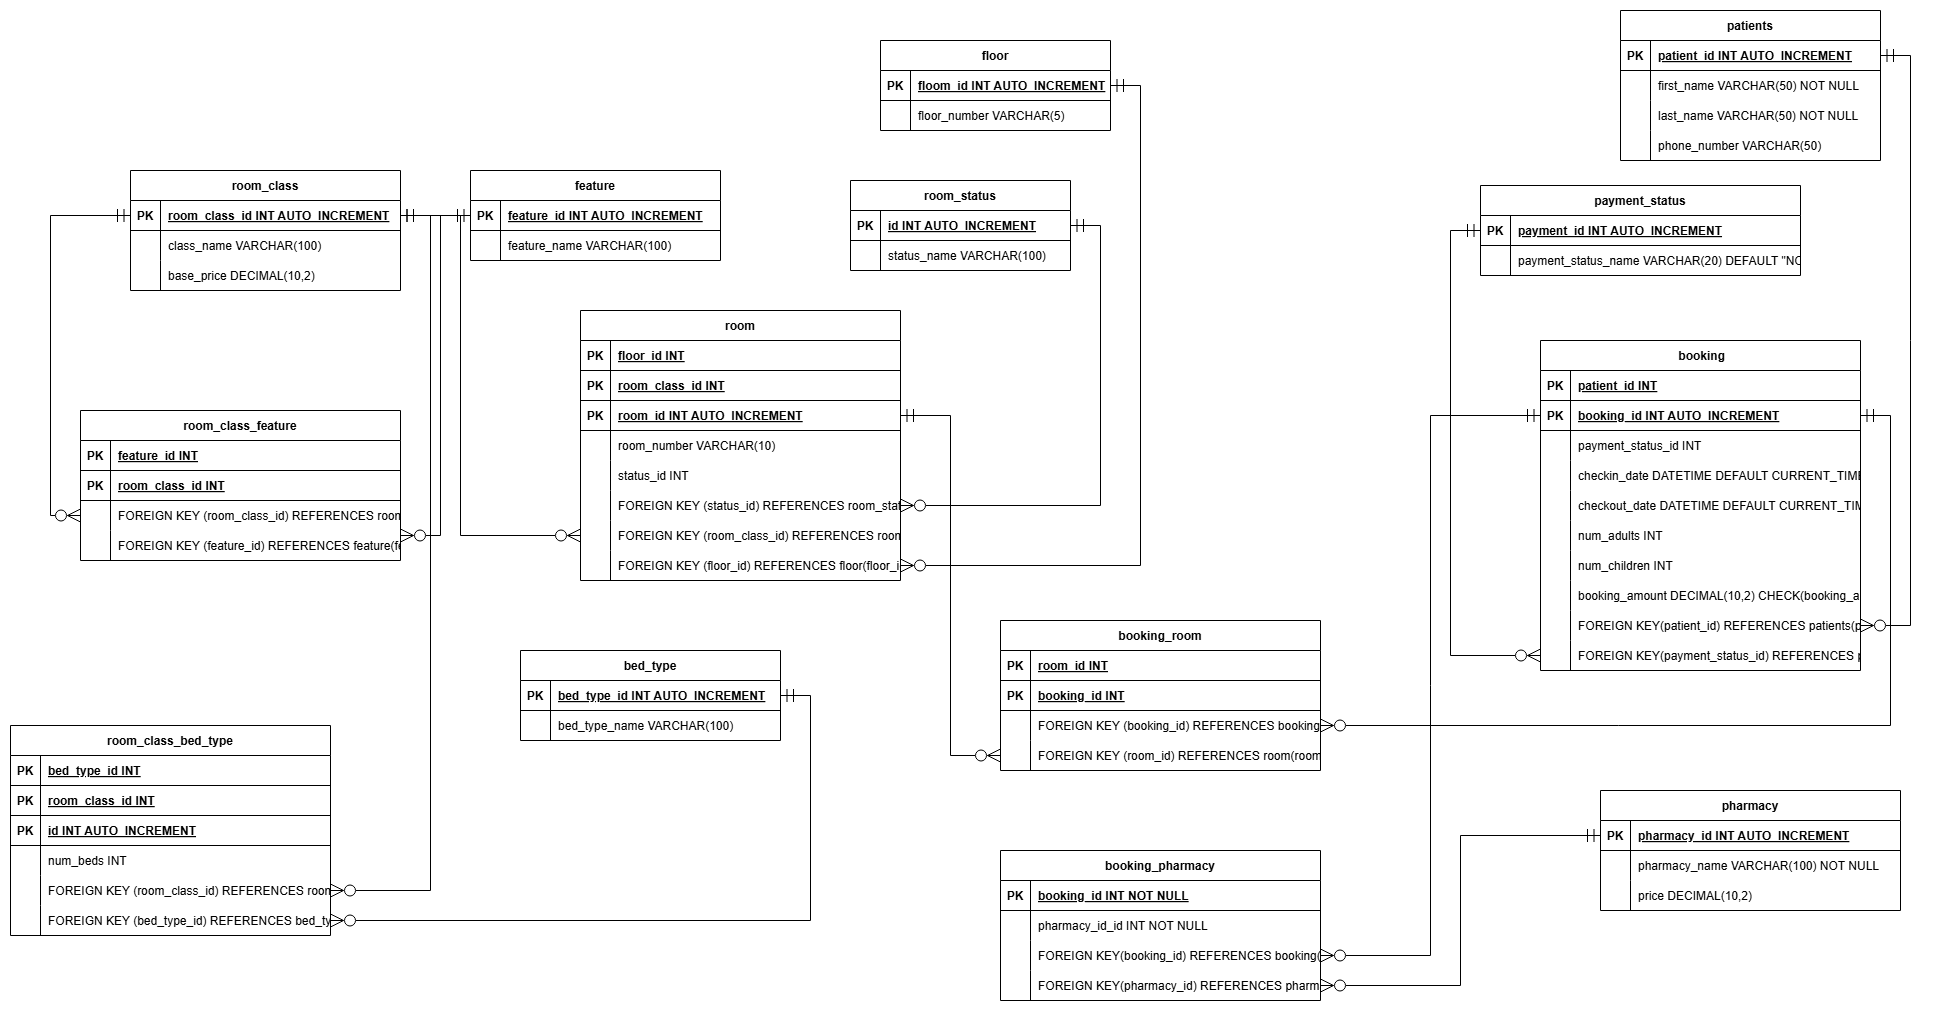 patients
PK patient_id INT AUTO_INCREMENT
first_name VARCHAR(50) NOT NULL
last_name VARCHAR(50) NOT NULL
phone_number VARCHAR(50)
floor
PK floom_id INT AUTO_INCREMENT
floor_number VARCHAR(5)
room_class
PK room_class_id INT AUTO_INCREMENT
class_name VARCHAR(100)
base_price DECIMAL(10,2)
feature
PK feature_id INT AUTO_INCREMENT
feature_name VARCHAR(100)
room_status
PK id INT AUTO_INCREMENT
status_name VARCHAR(100)
payment_status
PK payment_id INT AUTO_INCREMENT
payment_status_name VARCHAR(20) DEFAULT "NO
room
PK floor_id INT
PK room_class_id INT
PK room_id INT AUTO_INCREMENT
room_number VARCHAR(10)
status_id INT
FOREIGN KEY (status_id) REFERENCES room_stat
FOREIGN KEY (room_class_id) REFERENCES room
FOREIGN KEY (floor_id) REFERENCES floor(floor_i
booking
PK patient_id INT
PK booking_id INT AUTO_INCREMENT
payment_status_id INT
checkin_date DATETIME DEFAULT CURRENT_TIME
checkout_date DATETIME DEFAULT CURRENT_TIM
num_adults INT
num_children INT
booking_amount DECIMAL(10,2) CHECK(booking_a
FOREIGN KEY(patient_id) REFERENCES patients(p
FOREIGN KEY(payment_status_id) REFERENCES p
room_class_feature
PK feature_id INT
PK room_class_id INT
FOREIGN KEY (room_class_id) REFERENCES room
FOREIGN KEY (feature_id) REFERENCES feature(fe
booking_room
PK room_id INT
PK booking_id INT
FOREIGN KEY (booking_id) REFERENCES booking
FOREIGN KEY (room_id) REFERENCES room(room
bed_type
PK bed_type_id INT AUTO_INCREMENT
bed_type_name VARCHAR(100)
room_class_bed_type
PK bed_type_id INT
PK room_class_id INT
PK id INT AUTO_INCREMENT
num_beds INT
FOREIGN KEY (room_class_id) REFERENCES room
FOREIGN KEY (bed_type_id) REFERENCES bed_ty
pharmacy
PK pharmacy_id INT AUTO_INCREMENT
pharmacy_name VARCHAR(100) NOT NULL
price DECIMAL(10,2)
booking_pharmacy
PK booking_id INT NOT NULL
pharmacy_id_id INT NOT NULL
FOREIGN KEY(booking_id) REFERENCES booking(
FOREIGN KEY(pharmacy_id) REFERENCES pharm